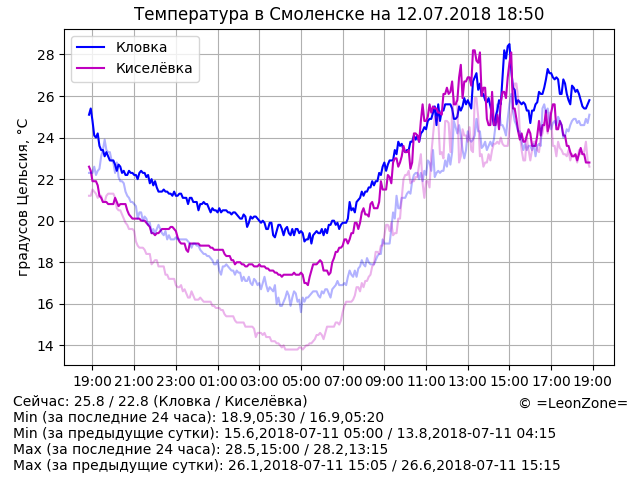 Температура в Смоленске на 12.07.2018 18:50
Кловка
Киселёвка
градусов Цельсия, °C
28
26
24
22
20
18
16
14
19:00 21:00 23:00 01:00 03:00 05:00 07:00 09:00 11:00 13:00 15:00 17:00 19:00
Сейчас: 25.8 / 22.8 (Кловка / Киселёвка)
© =LeonZone=
Min (за последние 24 часа): 18.9,05:30 / 16.9,05:20
Min (за предыдущие сутки): 15.6,2018-07-11 05:00 / 13.8,2018-07-11 04:15
Max (за последние 24 часа): 28.5,15:00 / 28.2,13:15
Max (за предыдущие сутки): 26.1,2018-07-11 15:05 / 26.6,2018-07-11 15:15